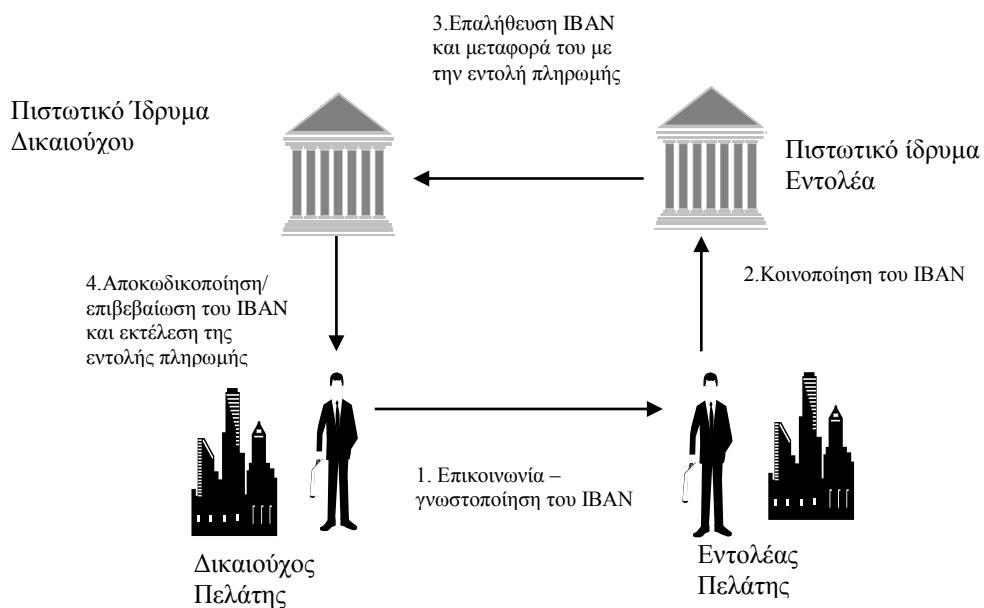 3.Επαλήθευση IBAN
και μεταφορά του με
την εντολή πληρωμής
Πιστωτικό Ίδρυμα
Δικαιούχου
Πιστωτικό ίδρυμα
Εντολέα
2.Κοινοποίηση του IBAN
4.Αποκωδικοποίηση/
επιβεβαίωση του IBAN
και εκτέλεση της
εντολής πληρωμής
1. Επικοινωνία –
γνωστοποίηση του IBAN
Δικαιούχος
Πελάτης
Εντολέας
Πελάτης